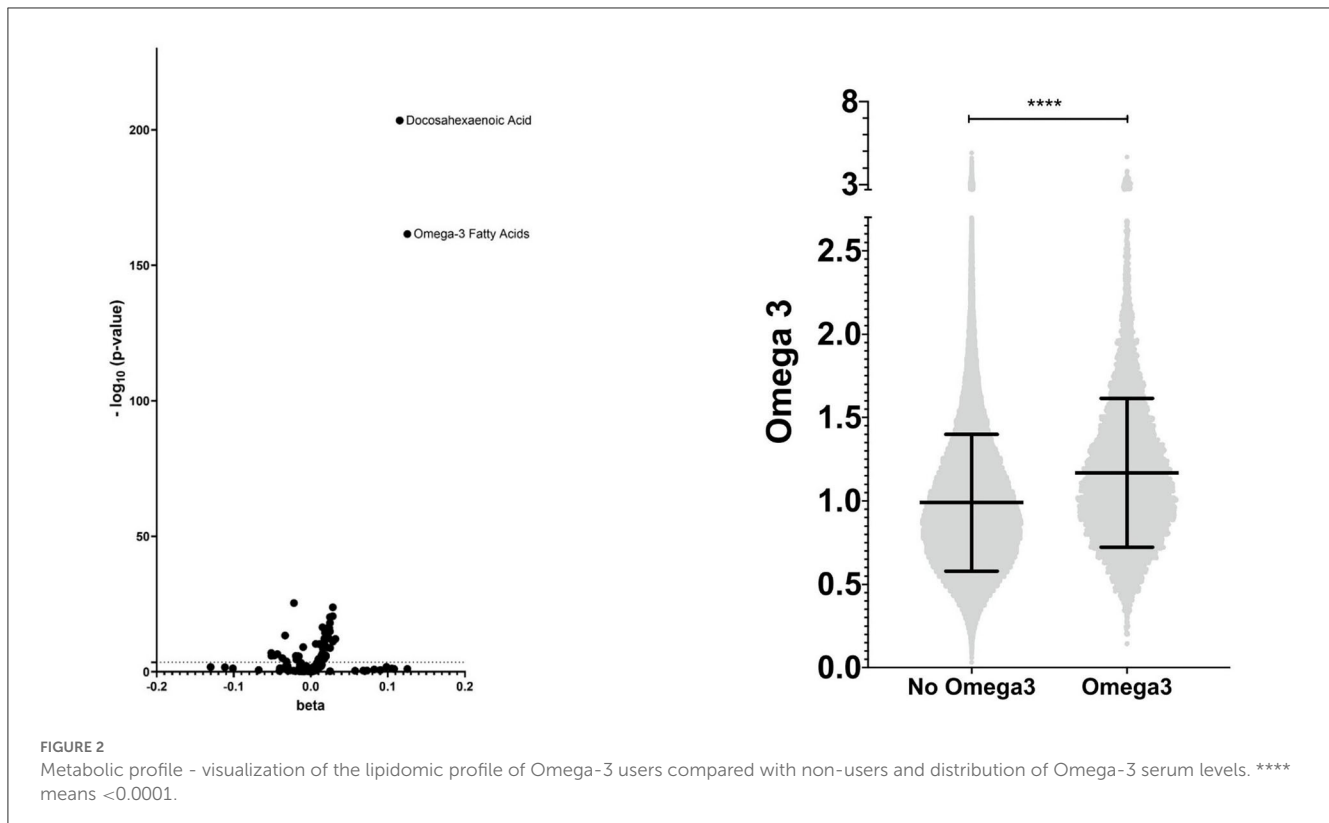 200
150
100
50
0
- log10 (p-value)
Docosahexaenoic Acid
Omega-3 Fatty Acids
-0.2
-0.1
0.0
0.1
0.2
beta
8
3
2.5
2.0
1.5
1.0
0.5
0.0
Omega 3
****
No Omega3
Omega3
FIGURE 2
Metabolic profile - visualization of the lipidomic profile of Omega-3 users compared with non-users and distribution of Omega-3 serum levels. ****
means <0.0001.